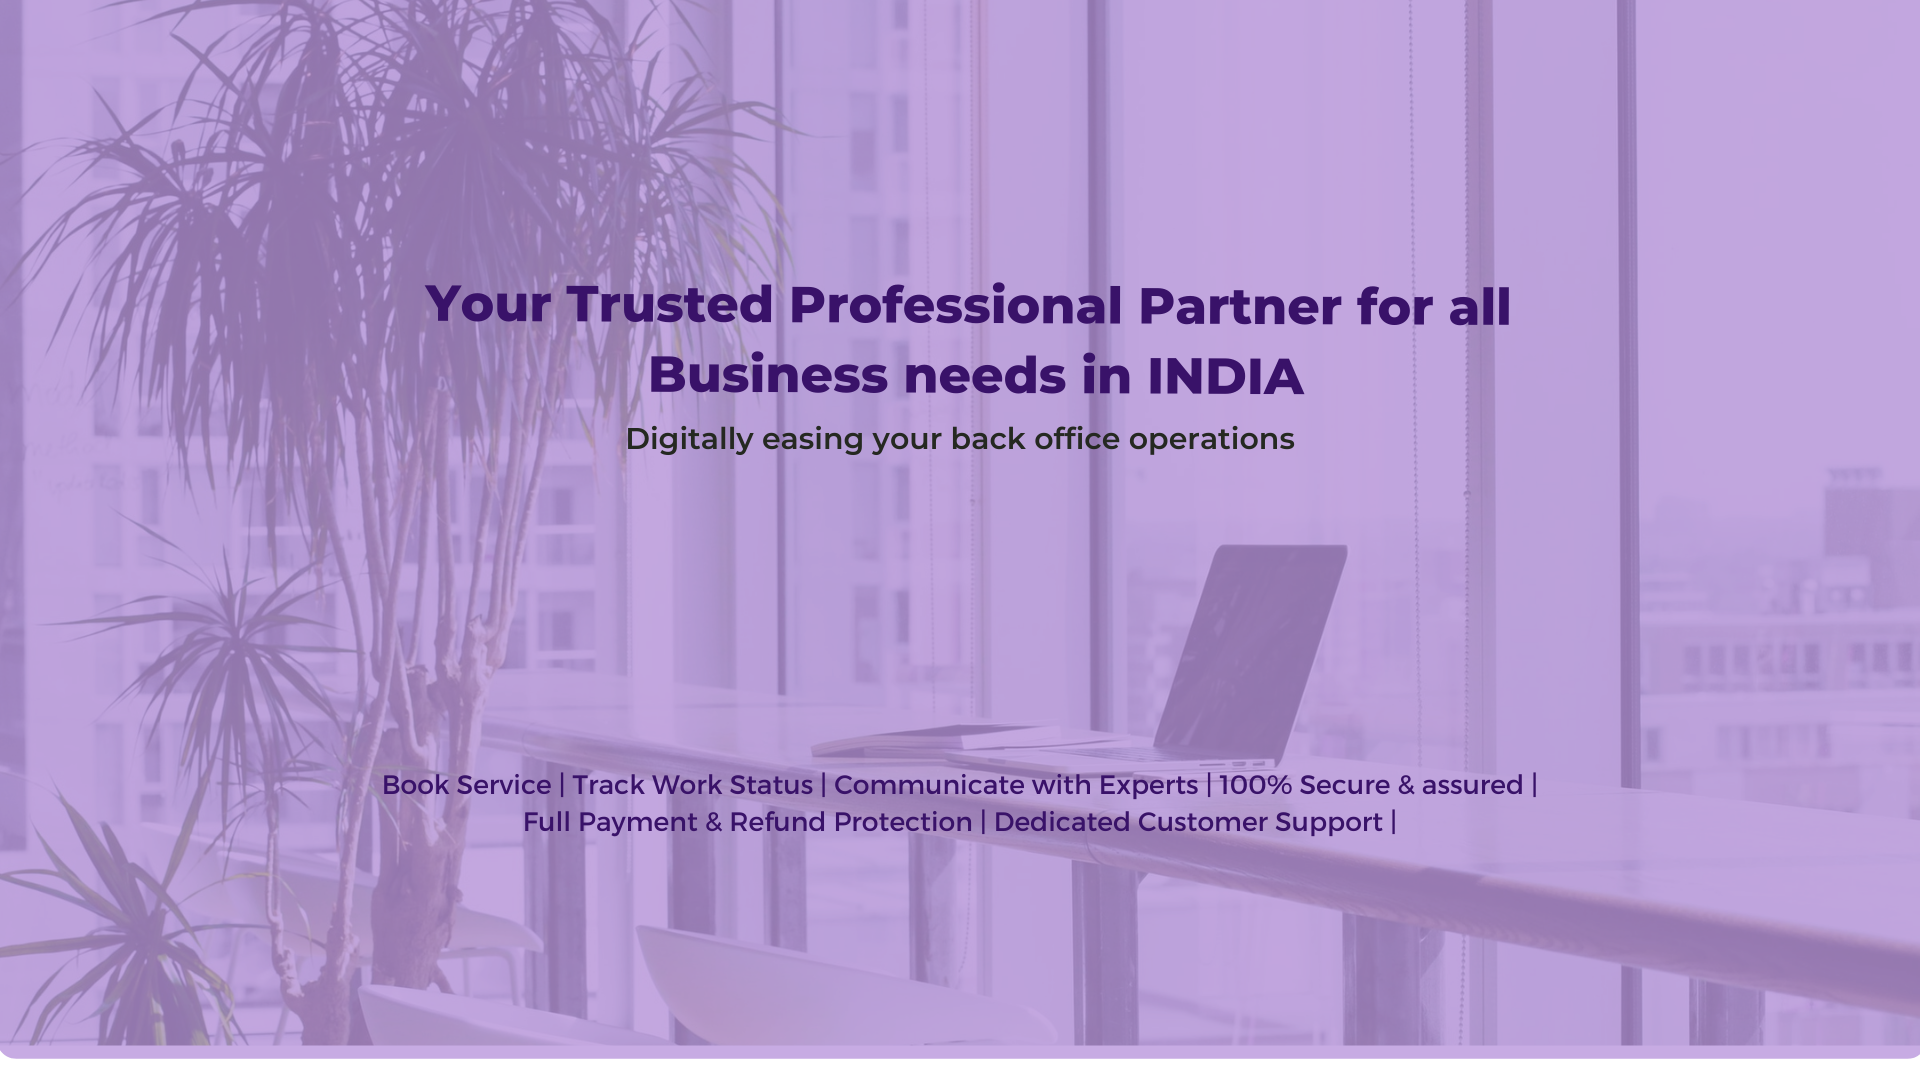 Your Trusted Professional Partner for all
Business needs in INDIA
Digitally easing your back office operations
Book Service | Track Work Status | Communicate with Experts | 100% Secure & assured |
Full Payment & Refund Protection | Dedicated Customer Support |